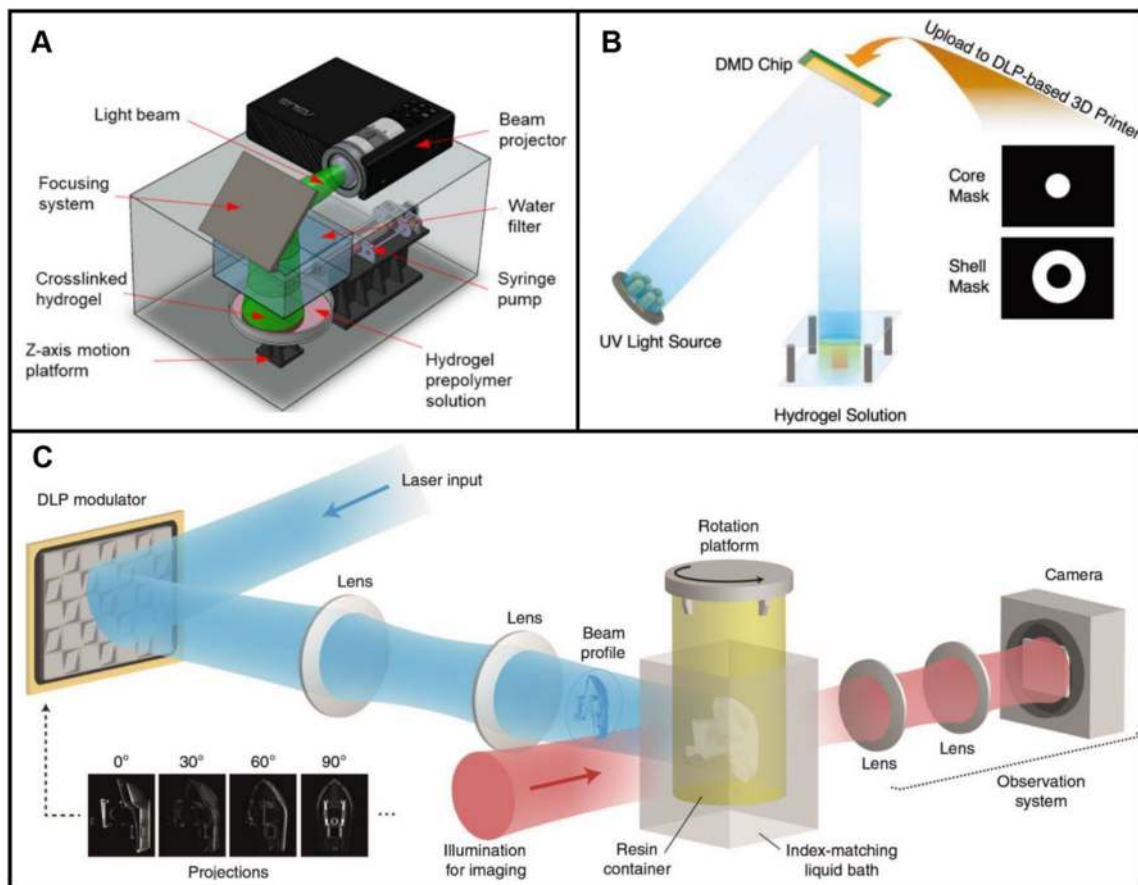 A
Light beam
Beam
projector
Focusing
system
Water
filter
Crosslinked
hydrogel
Syringe
pump
Z-axis motion
platform
Hydrogel
prepolymer
solution
B
DMD Chip
Upload to DLP-based 3D Printer
Core
Mask
Shell
Mask
UV Light Source
Hydrogel Solution
C
DLP modulator
Laser input
Lens
Lens
Beam
profile
Rotation
platform
Camera
Lens
Lens
Observation
system
0° 30° 60° 90°
...
Projections
Illumination
for imaging
Resin
container
Index-matching
liquid bath